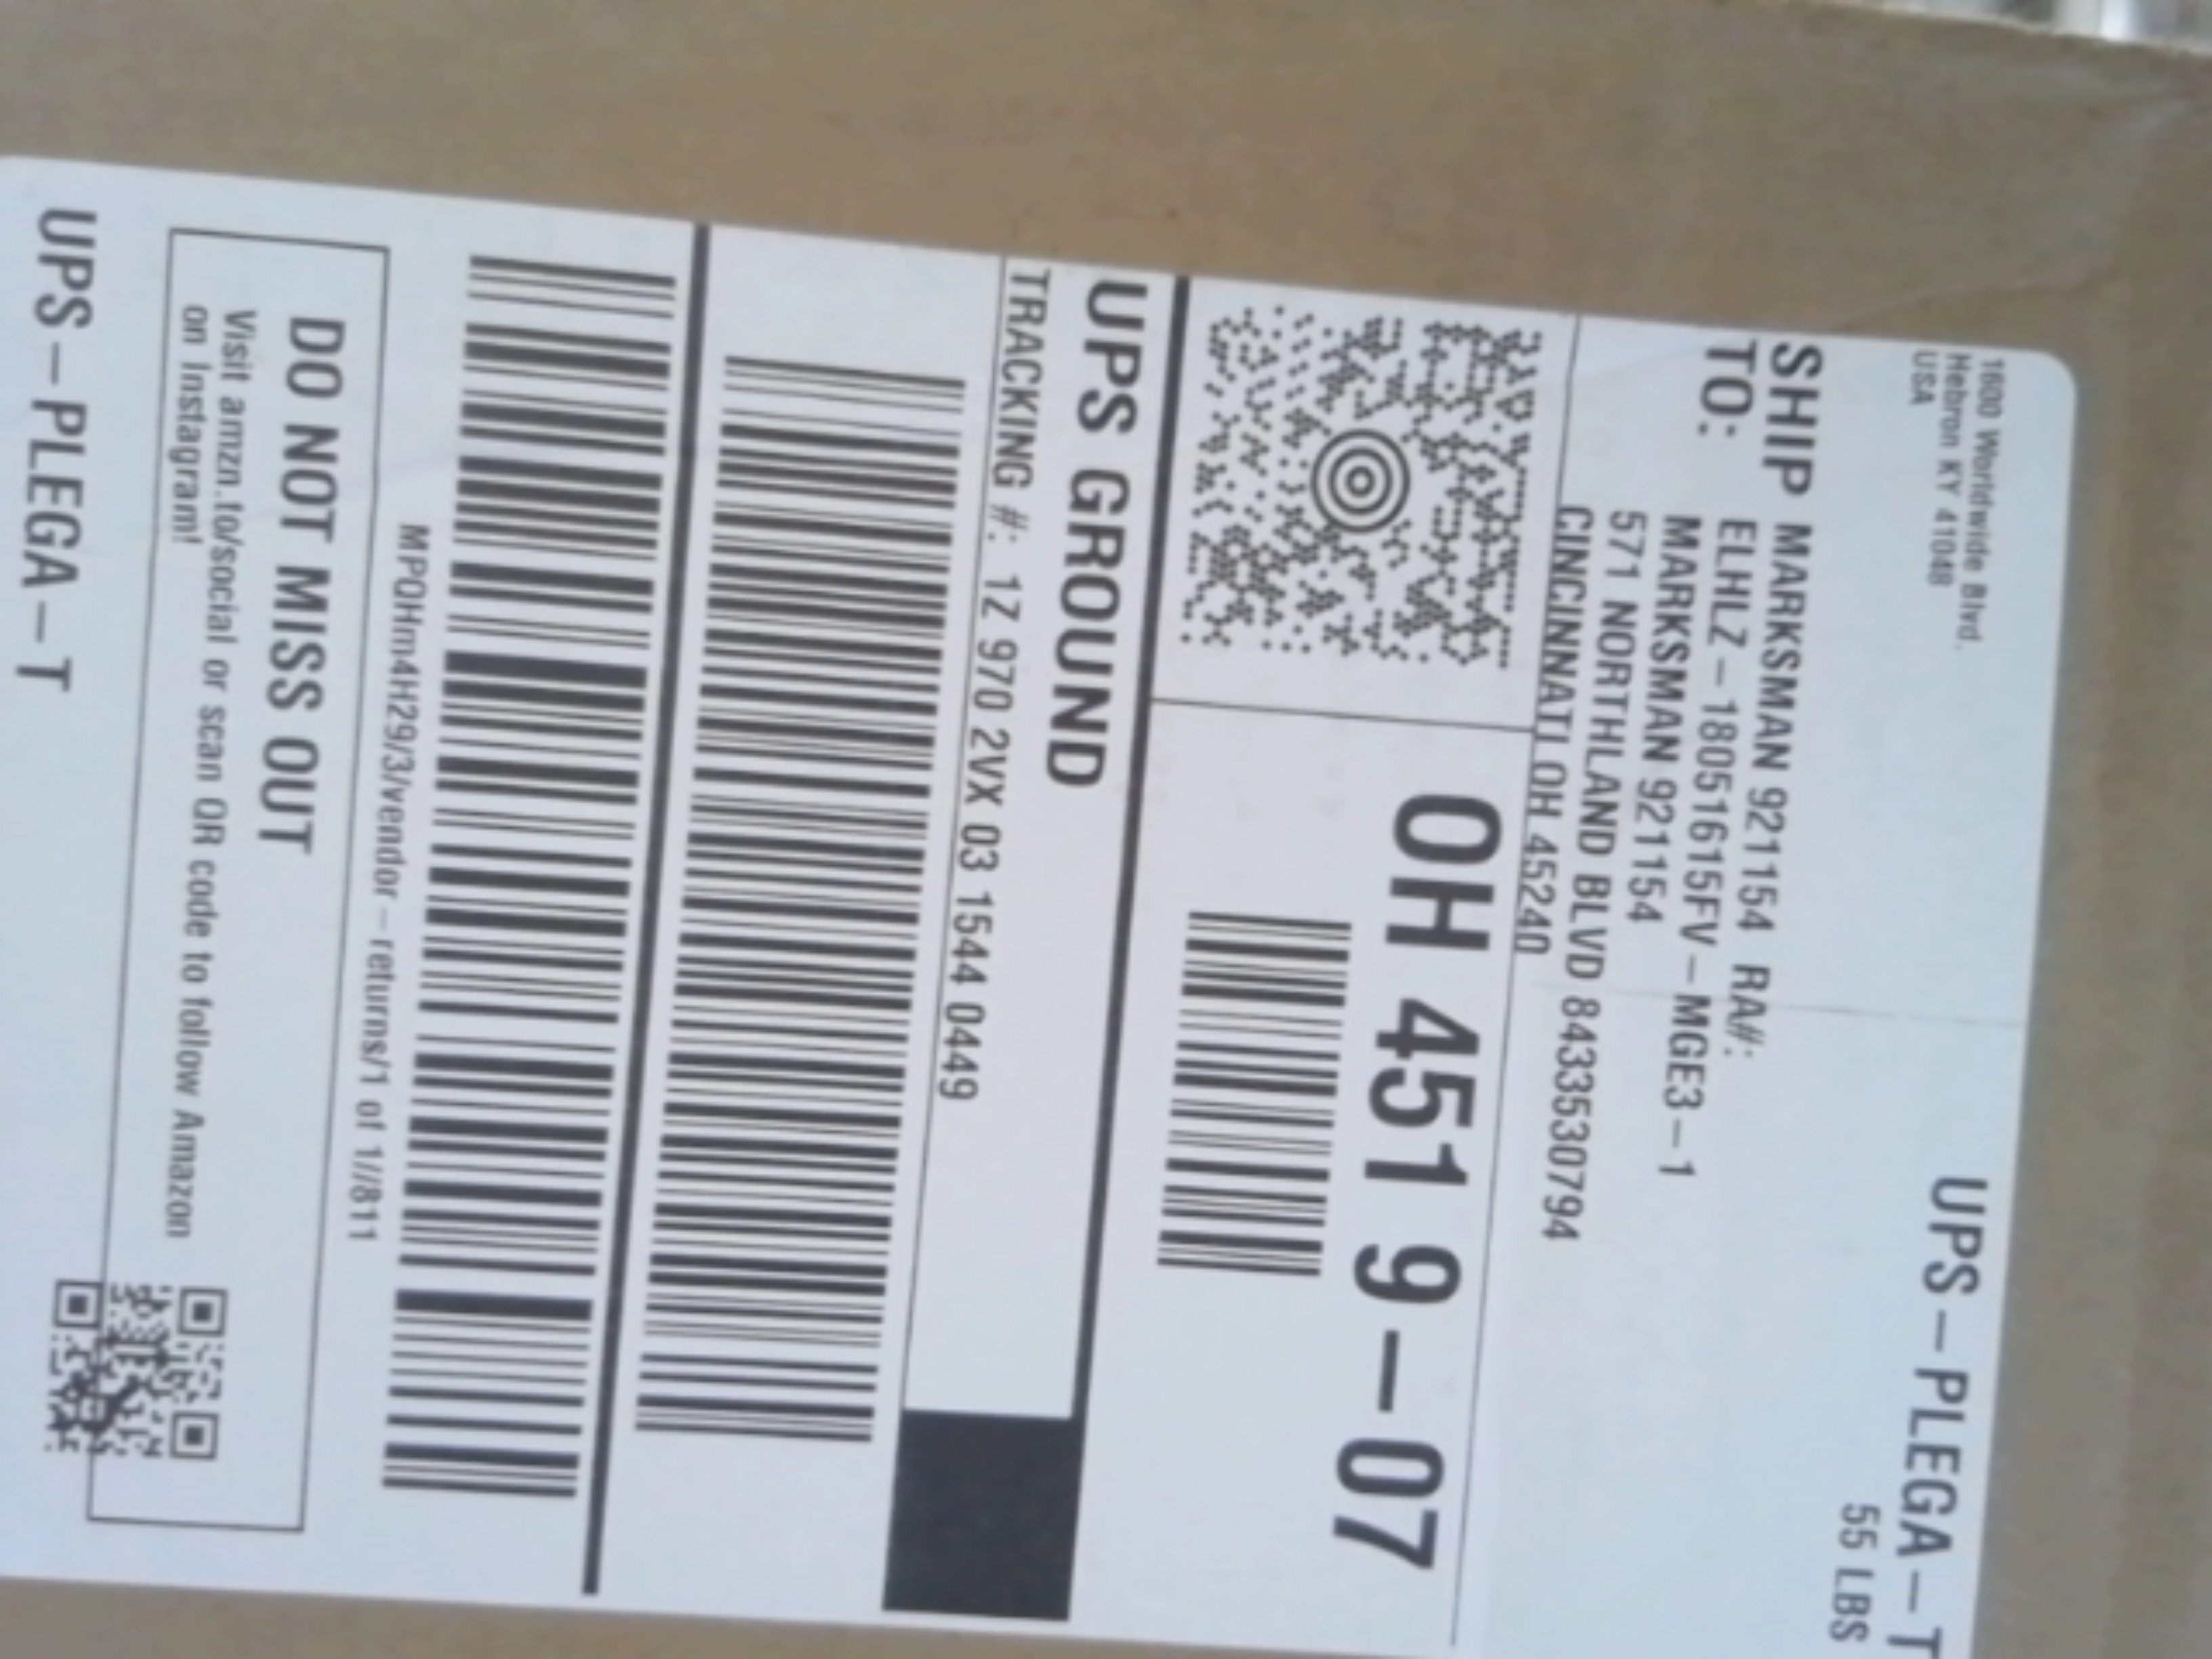 1600 Worldwide Blvd.
Hebron KY 41048
USA
UPS-PLEGA-T
55 LBS
SHIP
TO:
MARKSMAN 921154 RA#:
ELHLZ-18051615FV-MGE3-1
MARKSMAN 921154
571 NORTHLAND BLVD 8433530794
CINCINNATI OH 45240
OH 451 9-07
UPS GROUND
TRACKING #: 1Z 970 2VX 03 1544 0449
MPQHm4H29/3/vendor-returns/1 of 1//811
DO NOT MISS OUT
Visit amzn.to/social or scan QR code to follow Amazon
on Instagram!
UPS-PLEGA-T